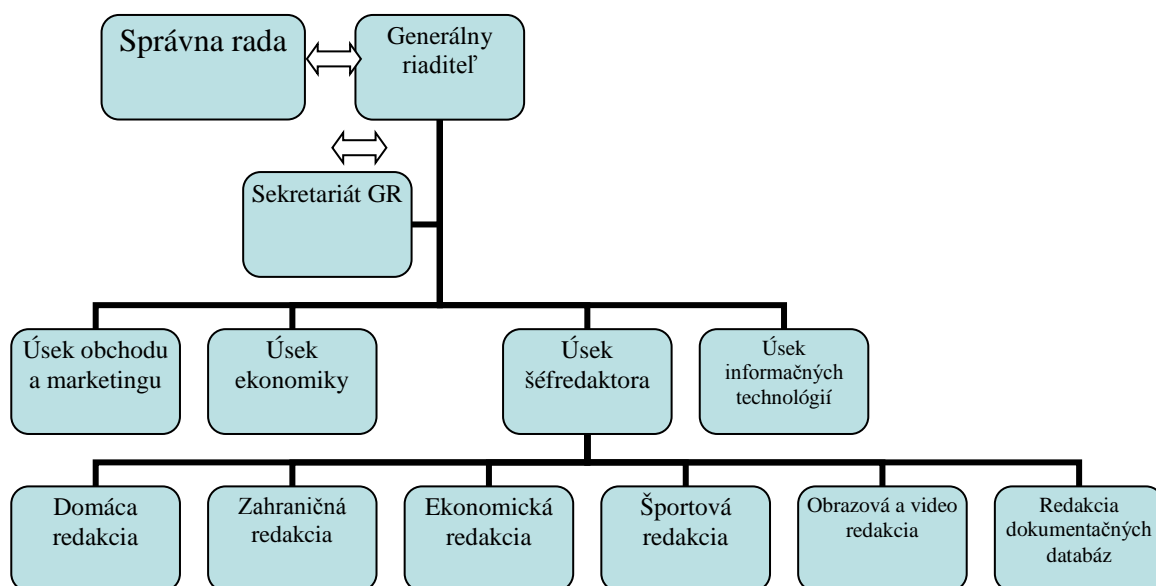 Správna rada
Generálny
riaditeľ
Sekretariát GR
Úsek obchodu
a marketingu
Úsek
ekonomiky
Úsek
šéfredaktora
Úsek
informačných
technológií
Domáca
redakcia
Zahraničná
redakcia
Ekonomická
redakcia
Športová
redakcia
Obrazová a video
redakcia
Redakcia
dokumentačných
databáz